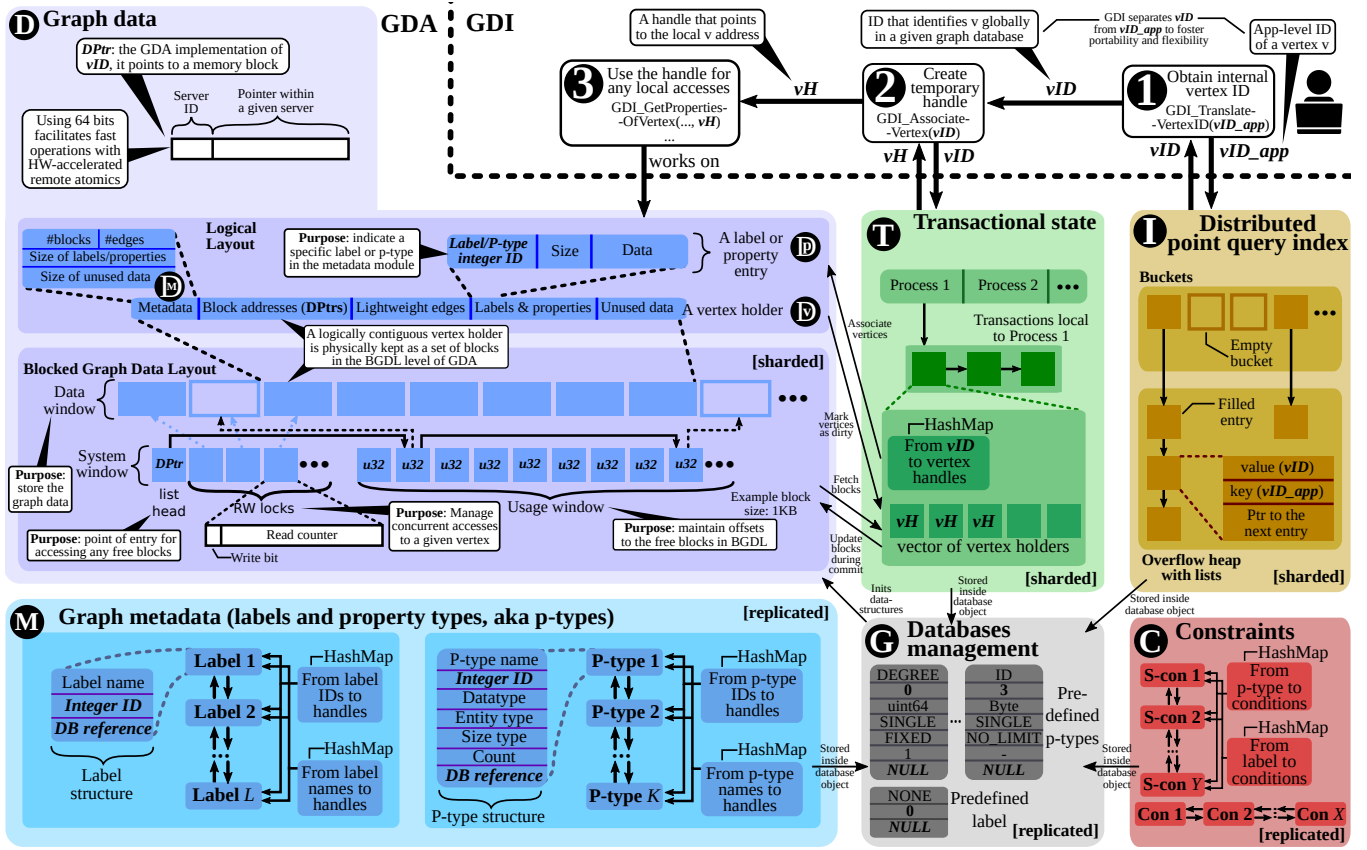 D Graph data
GDA
GDI
DPtr: the GDA implementation of
vID, it points to a memory block
Server
ID
Pointer within
a given server
Using 64 bits
facilitates fast
operations with
HW-accelerated
remote atomics
A handle that points
to the local v address
ID that identifies v globally
in a given graph database
GDI separates vID
from vID_app to foster
portability and flexibility
App-level ID
of a vertex v
3
Use the handle for
any local accesses
GDI_GetProperties-
-OfVertex(..., vH)
...
vH
2
Create
temporary
handle
GDI_Associate-
-Vertex(vID)
vID
1
Obtain internal
vertex ID
GDI_Translate-
-VertexID(vID_app)
works on
vH
vID
vID
vID_app
Logical
Layout
#blocks
#edges
Size of labels/properties
Size of unused data
DM
Purpose: indicate a
specific label or p-type
in the metadata module
Label/P-type
integer ID
Size
Data
A label or
property
entry
Dp
Metadata
Block addresses (DPtrs)
Lightweight edges
Labels & properties
Unused data
A vertex holder
Dv
A logically contiguous vertex holder
is physically kept as a set of blocks
in the BGDL level of GDA
[sharded]
Blocked Graph Data Layout
Data
window
System
window
Purpose:
store the
graph data
DPtr
u32
u32
u32
u32
u32
u32
u32
u32
u32
list
head
RW locks
Usage window
Example block
size: 1KB
Purpose: point of entry for
accessing any free blocks
Read counter
Write bit
Purpose: Manage
concurrent accesses
to a given vertex
Purpose: maintain offsets
to the free blocks in BGDL
Associate
vertices
Mark
vertices
as dirty
Fetch
blocks
Update
blocks
during
commit
Inits
data-
structures
T Transactional state
Process 1
Process 2
Transactions local
to Process 1
HashMap
From vID
to vertex
handles
vH
vH
vH
vector of vertex holders
[sharded]
Stored
inside
database
object
I Distributed
point query index
Buckets
Empty
bucket
Filled
entry
value (vID)
key (vID_app)
Ptr to the
next entry
Overflow heap
with lists
[sharded]
Stored inside
database object
M Graph metadata (labels and property types, aka p-types)
[replicated]
Label name
Integer ID
DB reference
Label
structure
Label 1
Label 2
Label L
HashMap
From label
IDs to
handles
HashMap
From label
names to
handles
P-type name
Integer ID
Datatype
Entity type
Size type
Count
DB reference
P-type structure
P-type 1
P-type 2
P-type K
HashMap
From p-type
IDs to
handles
HashMap
From p-type
names to
handles
Stored
inside
database
object
G Databases
management
DEGREE
0
uint64
SINGLE
FIXED
1
NULL
...
ID
3
Byte
SINGLE
NO_LIMIT
-
NULL
Pre-
defined
p-types
NONE
0
NULL
Predefined
label
[replicated]
Stored
inside
database
object
C Constraints
S-con 1
S-con 2
S-con Y
HashMap
From
p-type to
conditions
HashMap
From
label to
conditions
Con 1
Con 2
Con X
[replicated]